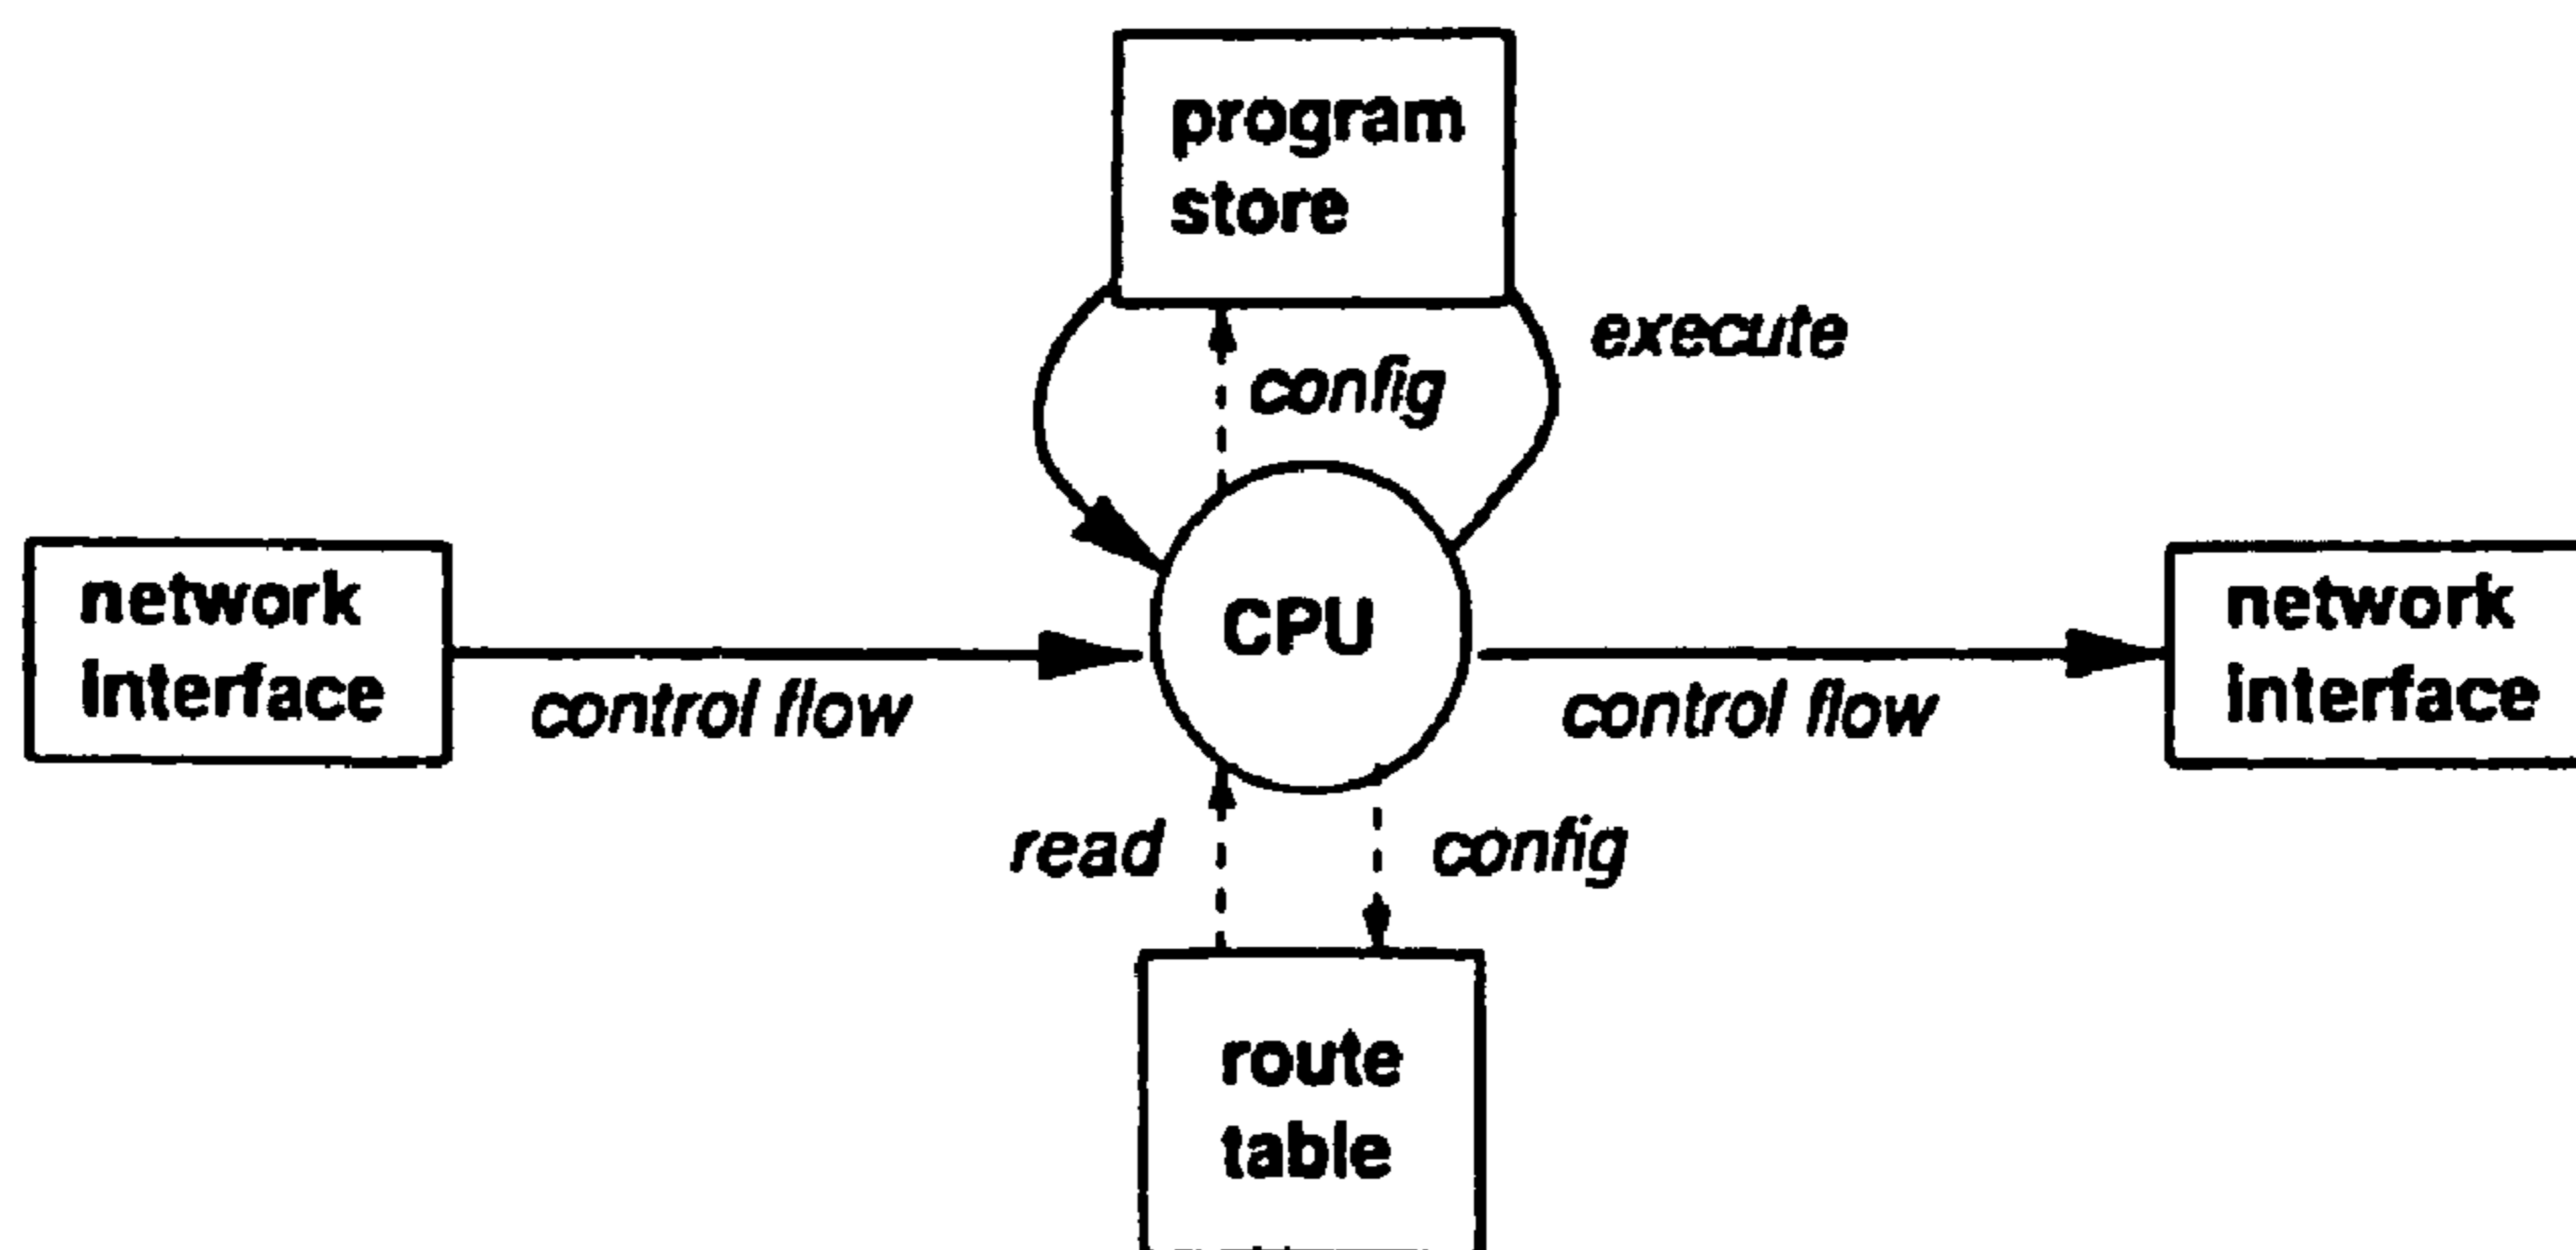 program
store
execute
config
network
interface
control flow
CPU
control flow
network
interface
read
config
route
table